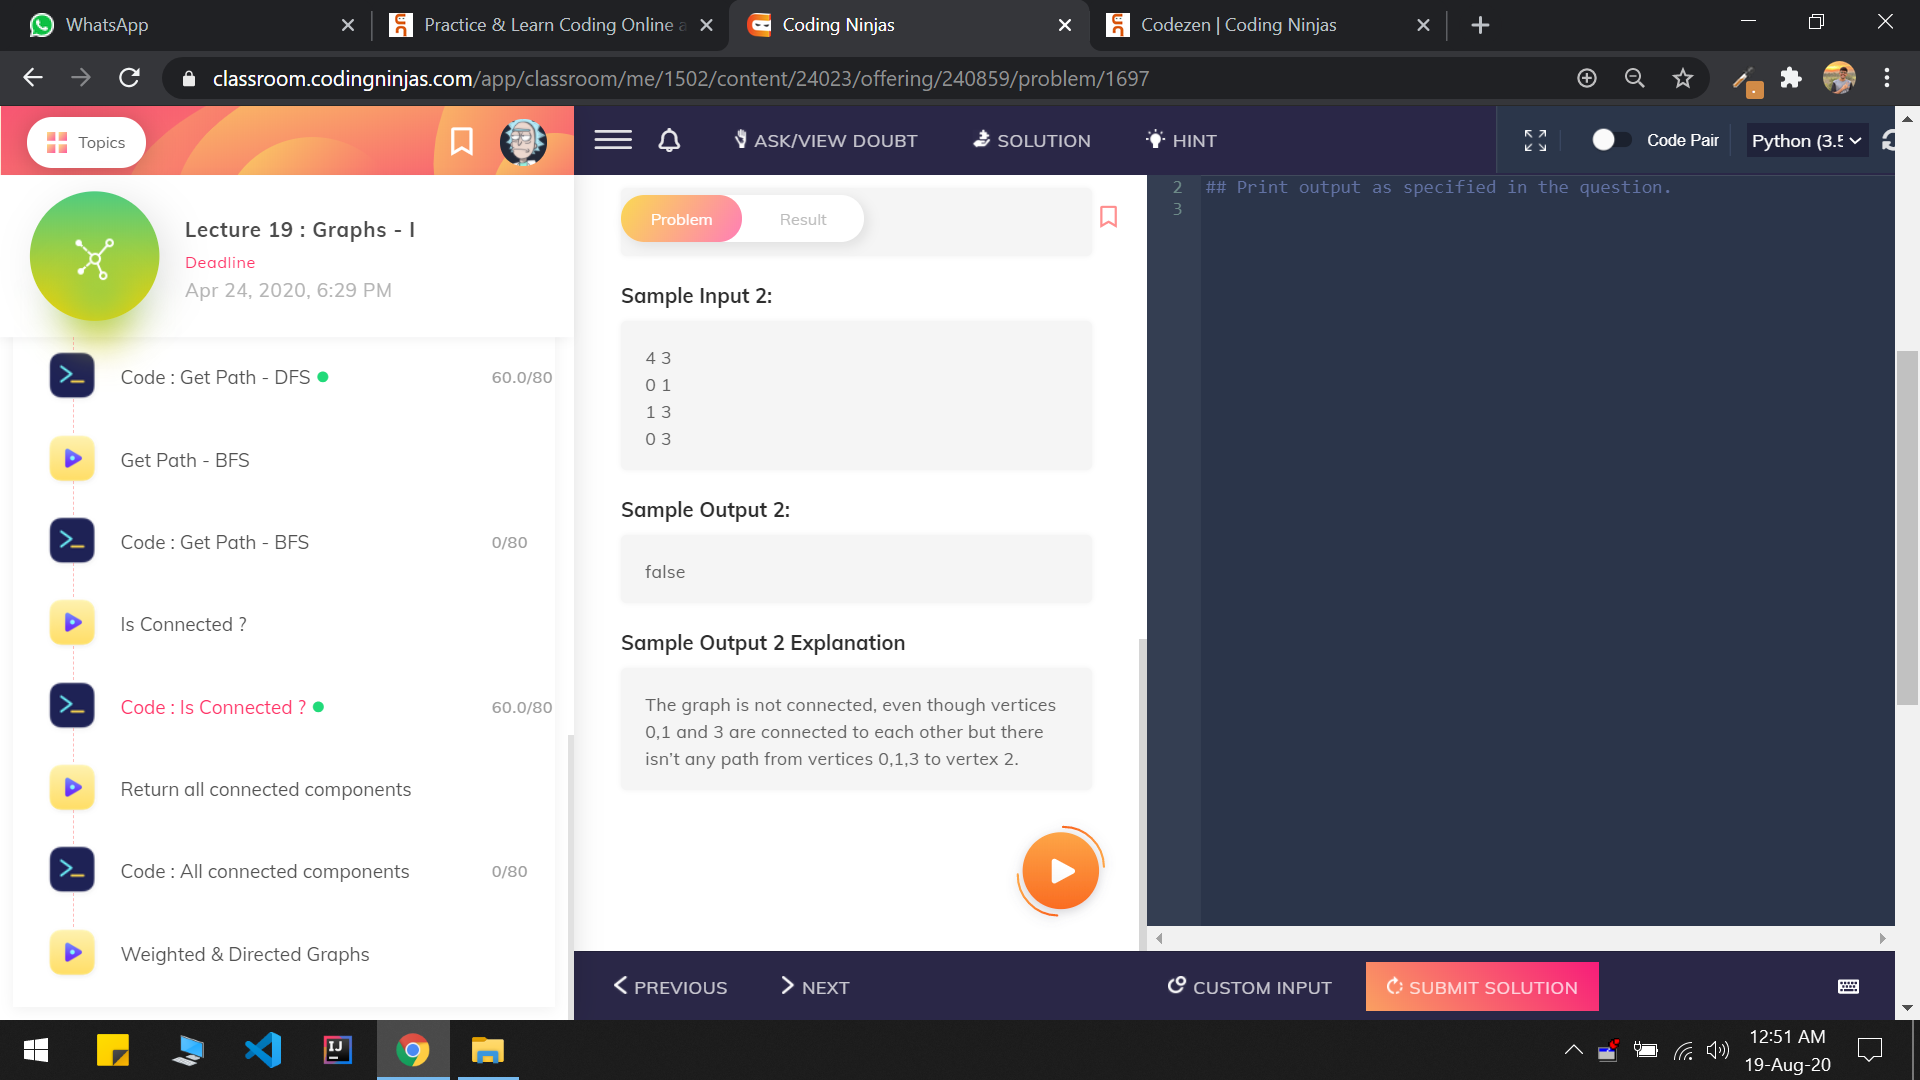 WhatsApp
Practice & Learn Coding Online a
Coding Ninjas
Codezen | Coding Ninjas
classroom.codingninjas.com/app/classroom/me/1502/content/24023/offering/240859/problem/1697
Topics
ASK/VIEW DOUBT
SOLUTION
HINT
Code Pair
Python (3.5
Lecture 19 : Graphs - I
Deadline
Apr 24, 2020, 6:29 PM
Code : Get Path - DFS
60.0/80
Get Path - BFS
Code : Get Path - BFS
0/80
Is Connected ?
Code : Is Connected ?
60.0/80
Return all connected components
Code : All connected components
0/80
Weighted & Directed Graphs
Problem
Result
Sample Input 2:
4 3
0 1
1 3
0 3
Sample Output 2:
false
Sample Output 2 Explanation
The graph is not connected, even though vertices
0,1 and 3 are connected to each other but there
isn’t any path from vertices 0,1,3 to vertex 2.
2 ## Print output as specified in the question.
3
PREVIOUS
NEXT
CUSTOM INPUT
SUBMIT SOLUTION
IJ
12:51 AM
19-Aug-20